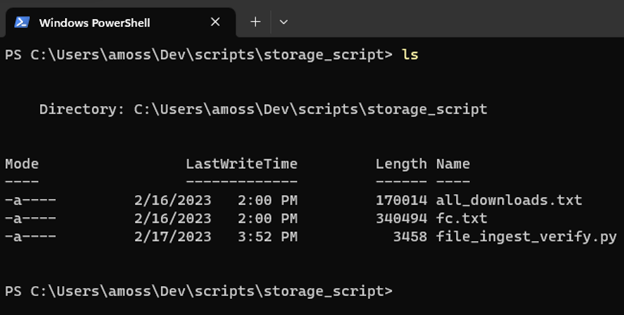 Windows PowerShell
PS C:\Users\amoss\Dev\scripts\storage_script> ls
Directory: C:\Users\amoss\Dev\scripts\storage_script
Mode                 LastWriteTime         Length Name
----                 -------------         ------ ----
-a----         2/16/2023   2:00 PM         170014 all_downloads.txt
-a----         2/16/2023   2:00 PM         340494 fc.txt
-a----         2/17/2023   3:52 PM           3458 file_ingest_verify.py
PS C:\Users\amoss\Dev\scripts\storage_script>